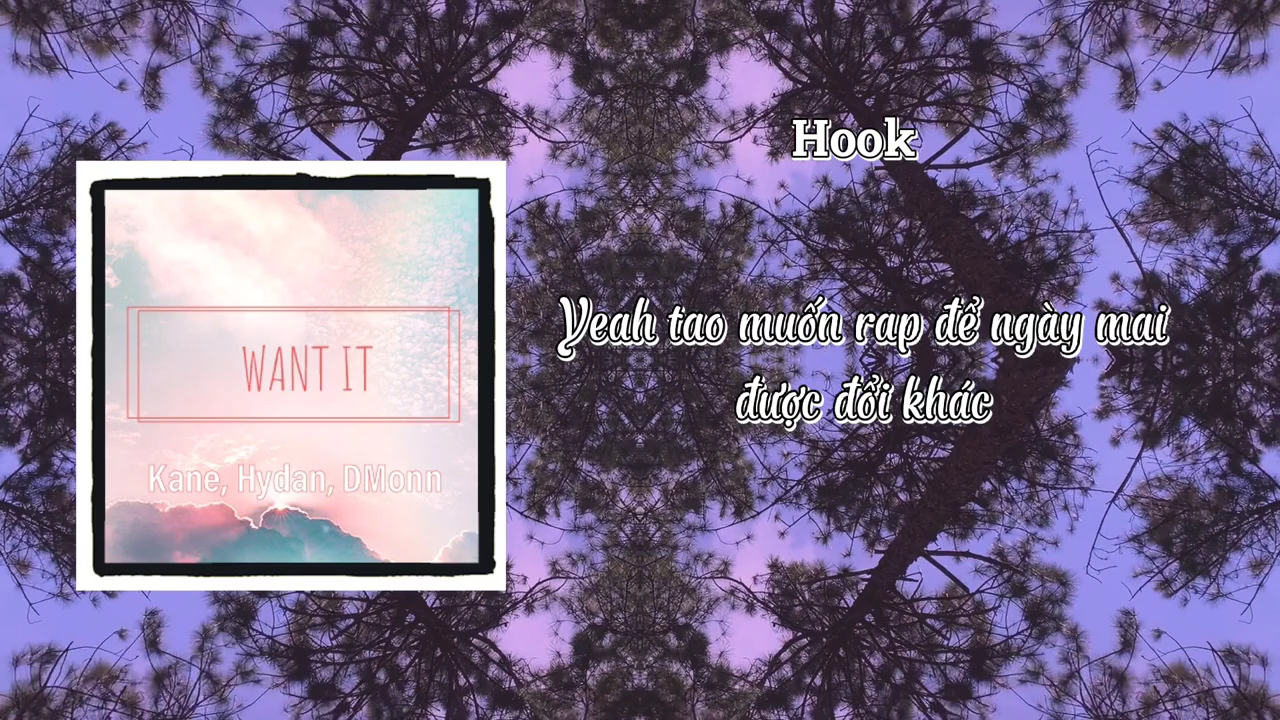 Hook
WANT IT
Kane, Hydan, DMonn
Yeah tao muốn rap để ngày mai
được đổi khác